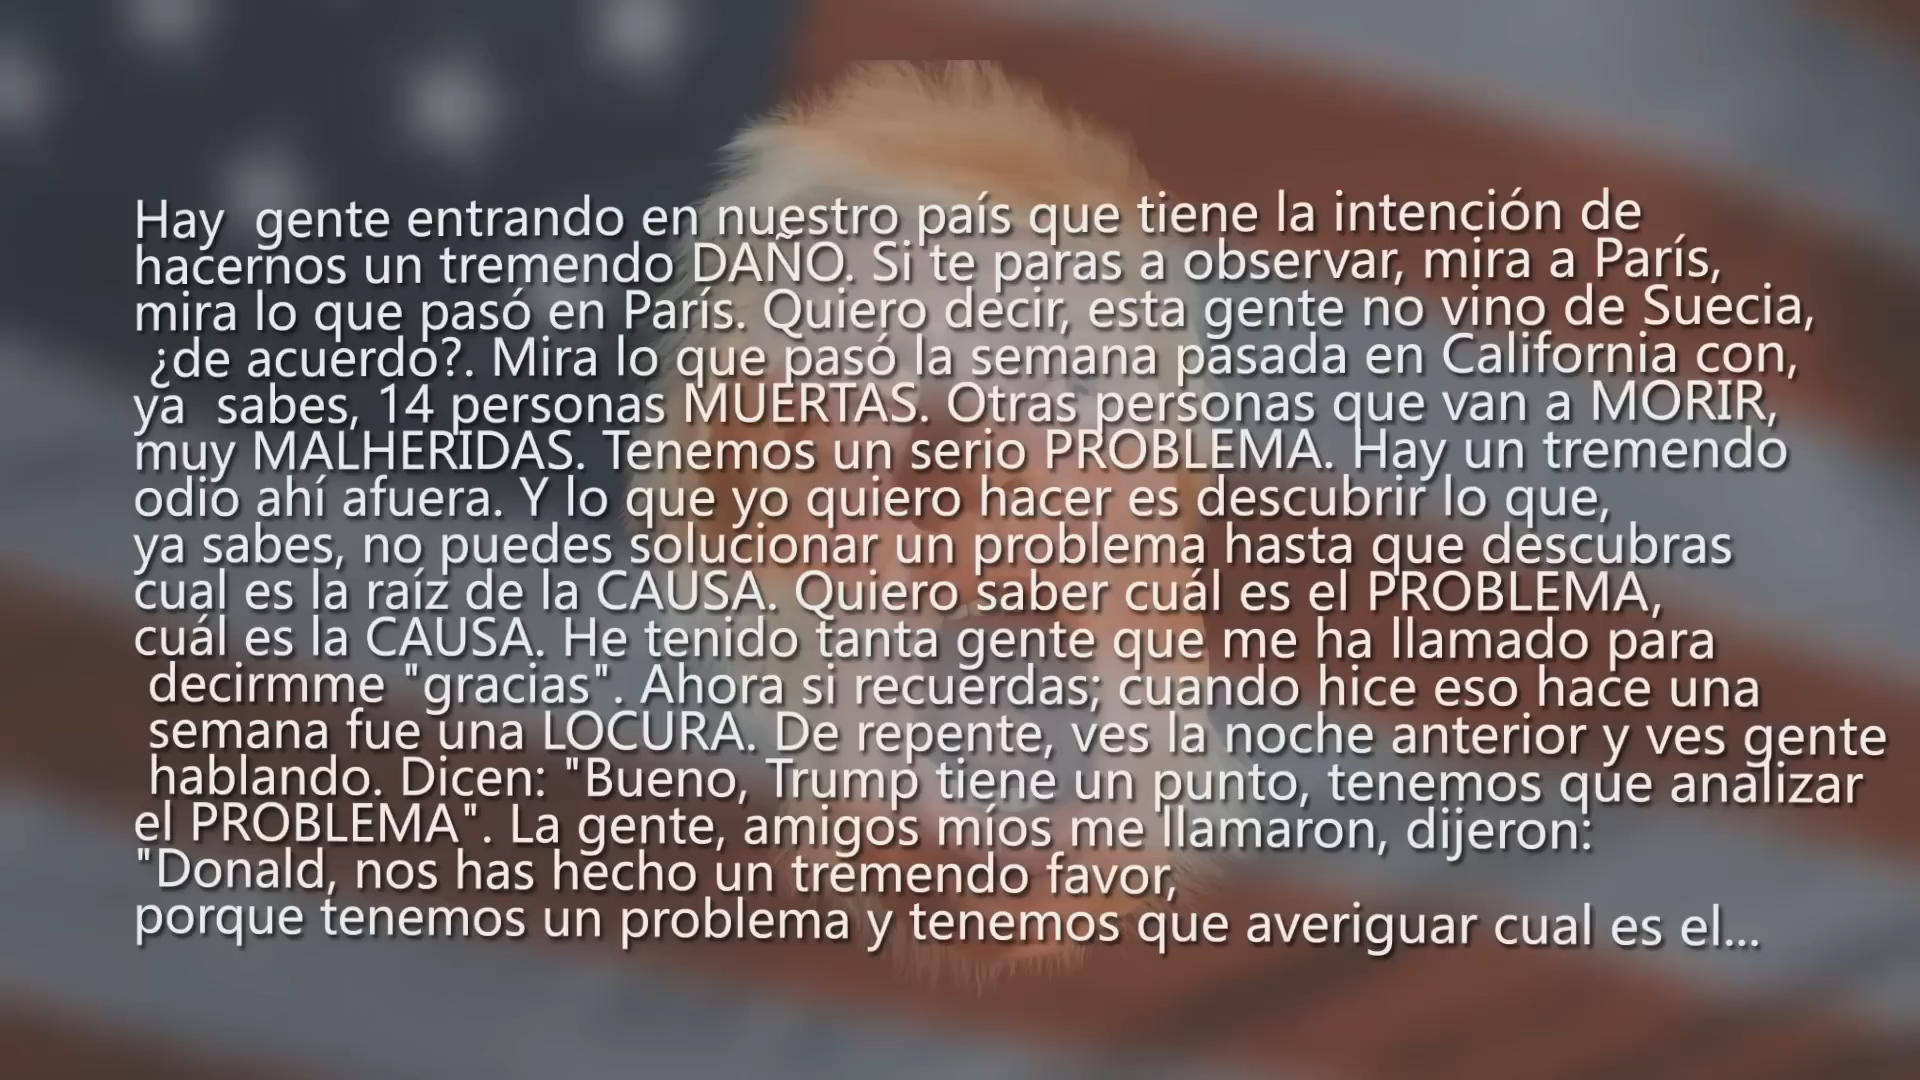 Hay gente entrando en nuestro país que tiene la intención de
hacernos un tremendo DAÑO. Si te paras a observar, mira a París,
mira lo que pasó en París. Quiero decir, esta gente no vino de Suecia,
¿de acuerdo?. Mira lo que pasó la semana pasada en California con,
ya sabes, 14 personas MUERTAS. Otras personas que van a MORIR,
muy MALHERIDAS. Tenemos un serio PROBLEMA. Hay un tremendo
odio ahí afuera. Y lo que yo quiero hacer es descubrir lo que,
ya sabes, no puedes solucionar un problema hasta que descubras
cual es la raíz de la CAUSA. Quiero saber cuál es el PROBLEMA,
cuál es la CAUSA. He tenido tanta gente que me ha llamado para
decirmme "gracias". Ahora si recuerdas; cuando hice eso hace una
semana fue una LOCURA. De repente, ves la noche anterior y ves gente
hablando. Dicen: "Bueno, Trump tiene un punto, tenemos que analizar
el PROBLEMA". La gente, amigos míos me llamaron, dijeron:
"Donald, nos has hecho un tremendo favor,
porque tenemos un problema y tenemos que averiguar cual es el...